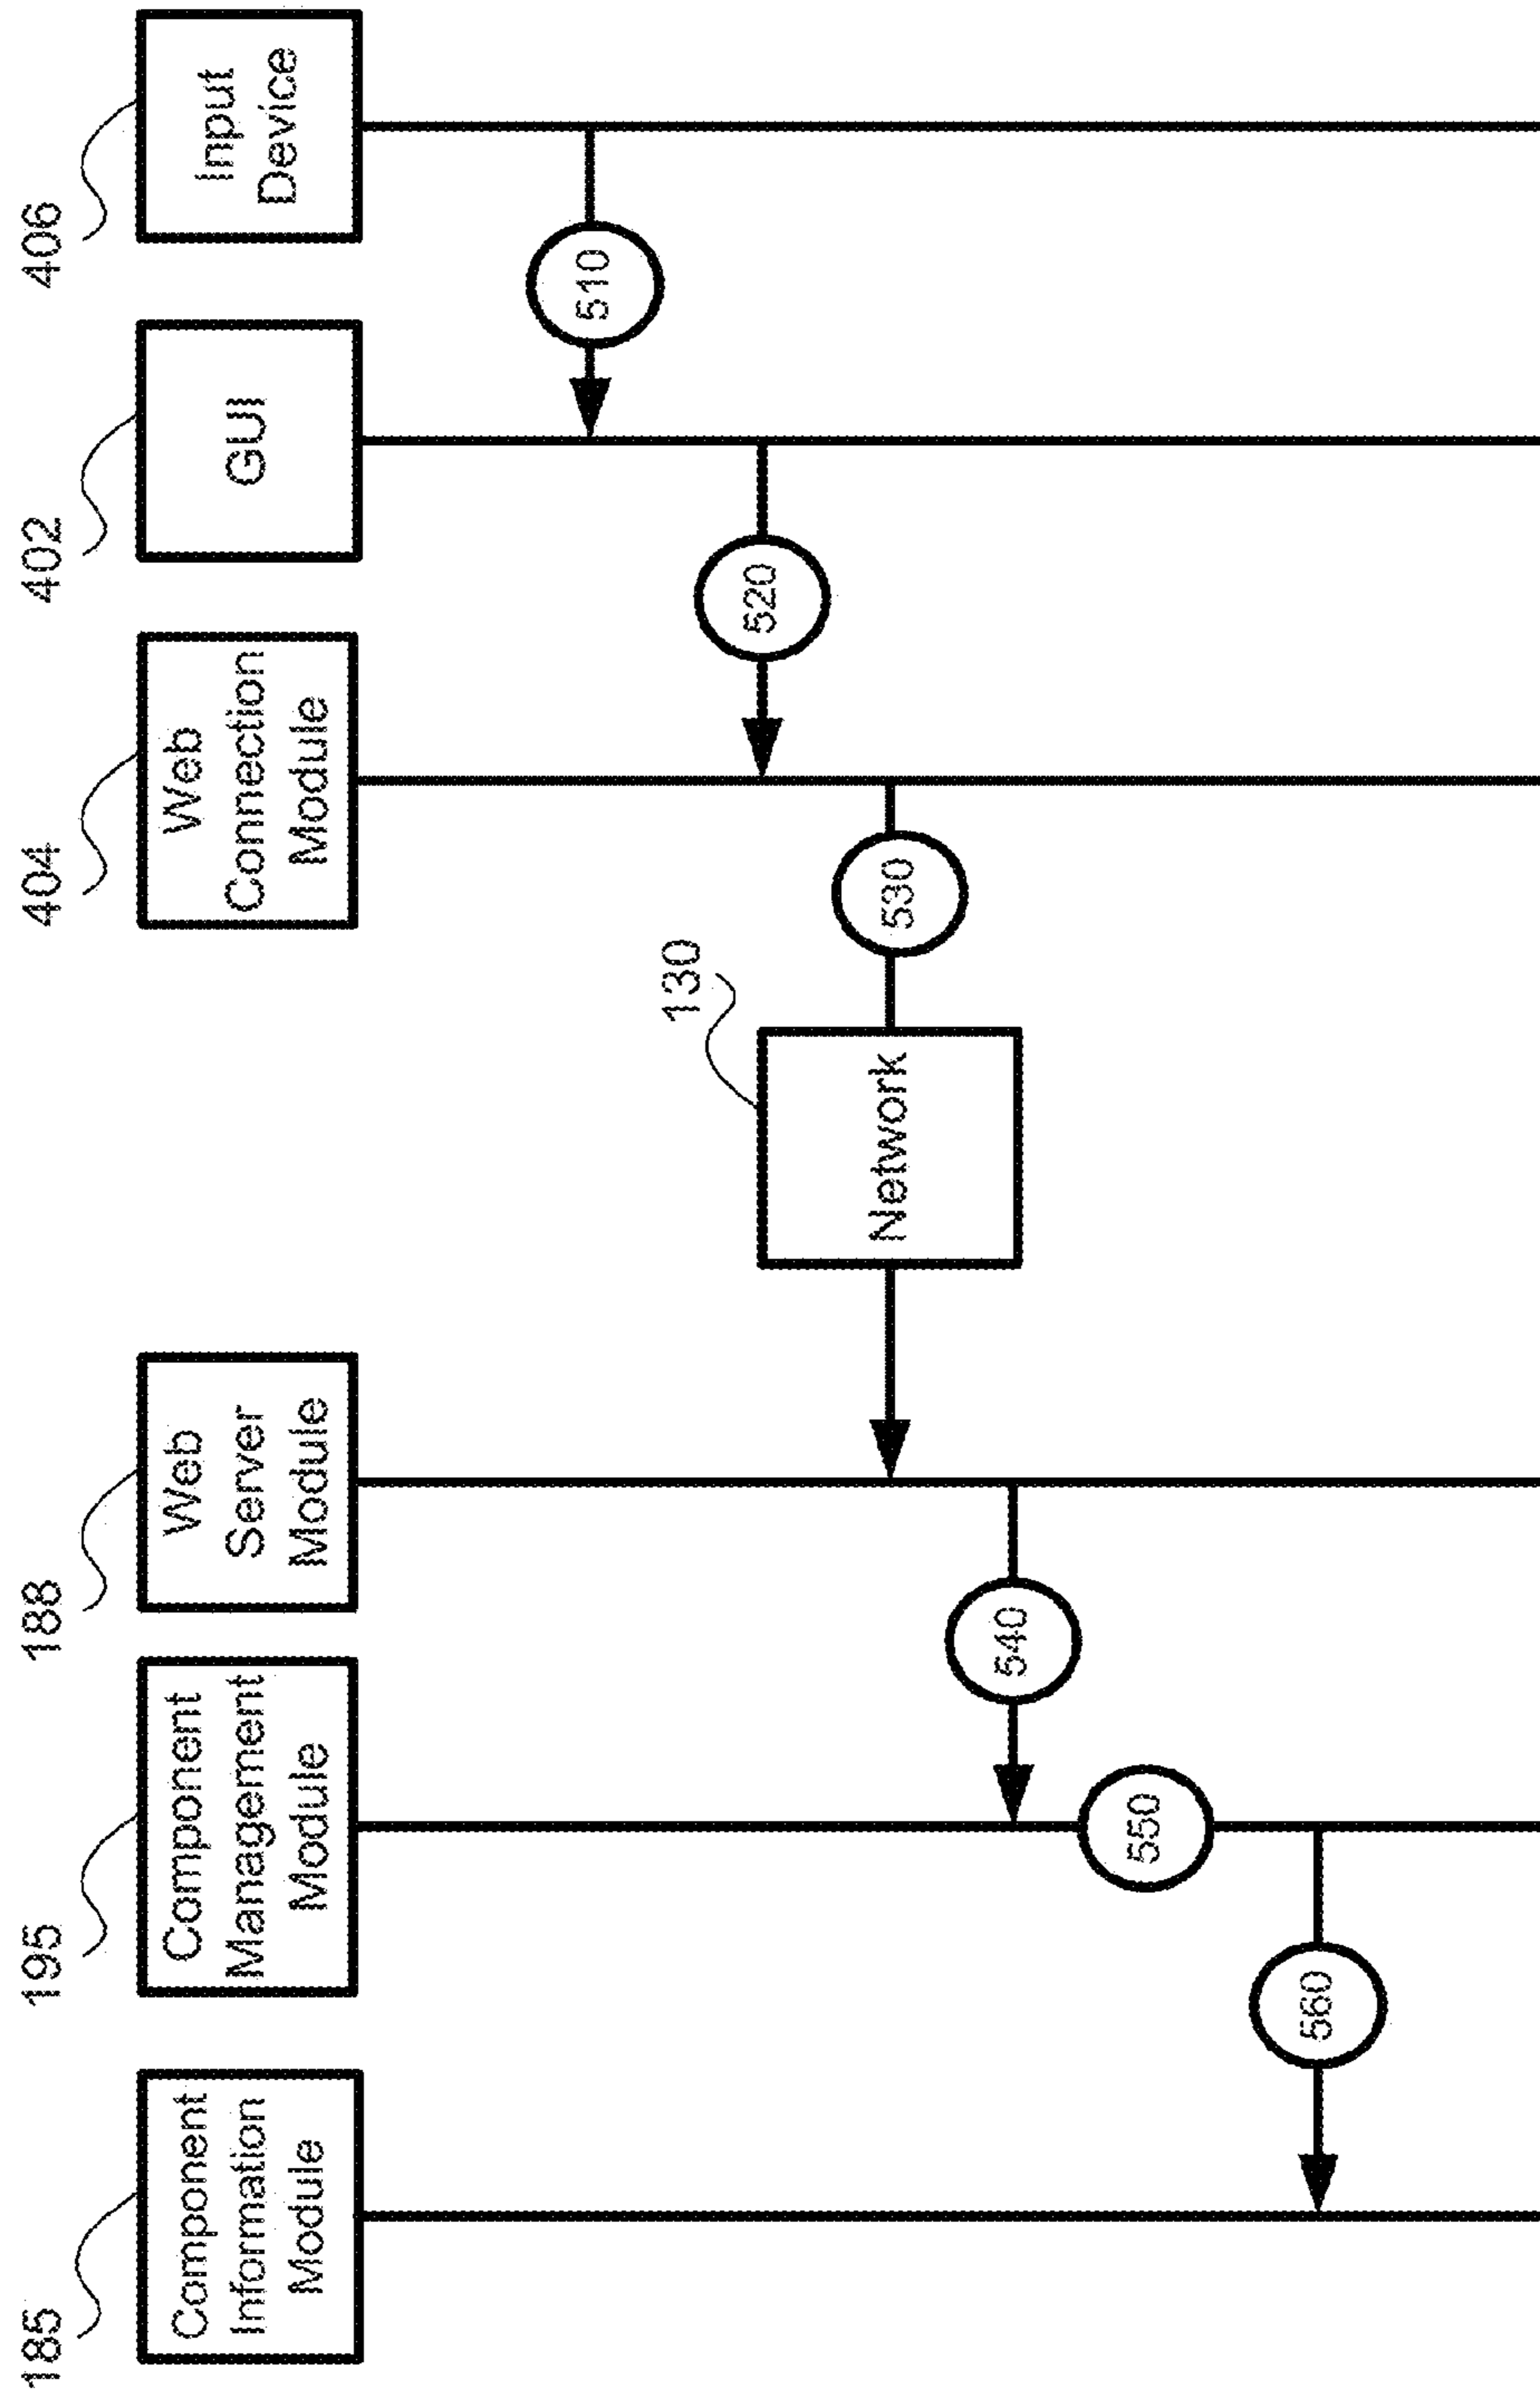 185
Component
Information
Module
195
Component
Management
Module
188
Web
Server
Module
404
Web
Connection
Module
402
GUI
406
Input
Device
510
520
130
Network
530
540
550
560